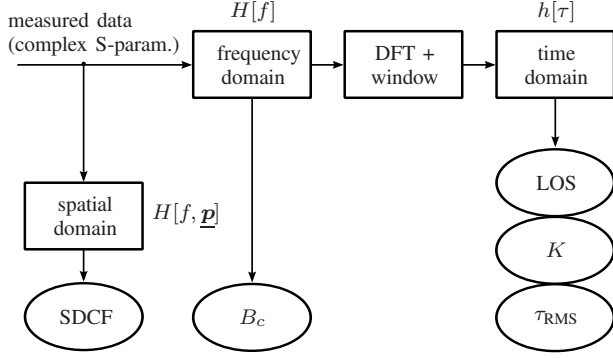 measured data
(complex S-param.)
H[f]
h[τ]
frequency
domain
DFT +
window
time
domain
spatial
domain
H[f, p]
LOS
K
SDCF
B_c
τ_RMS